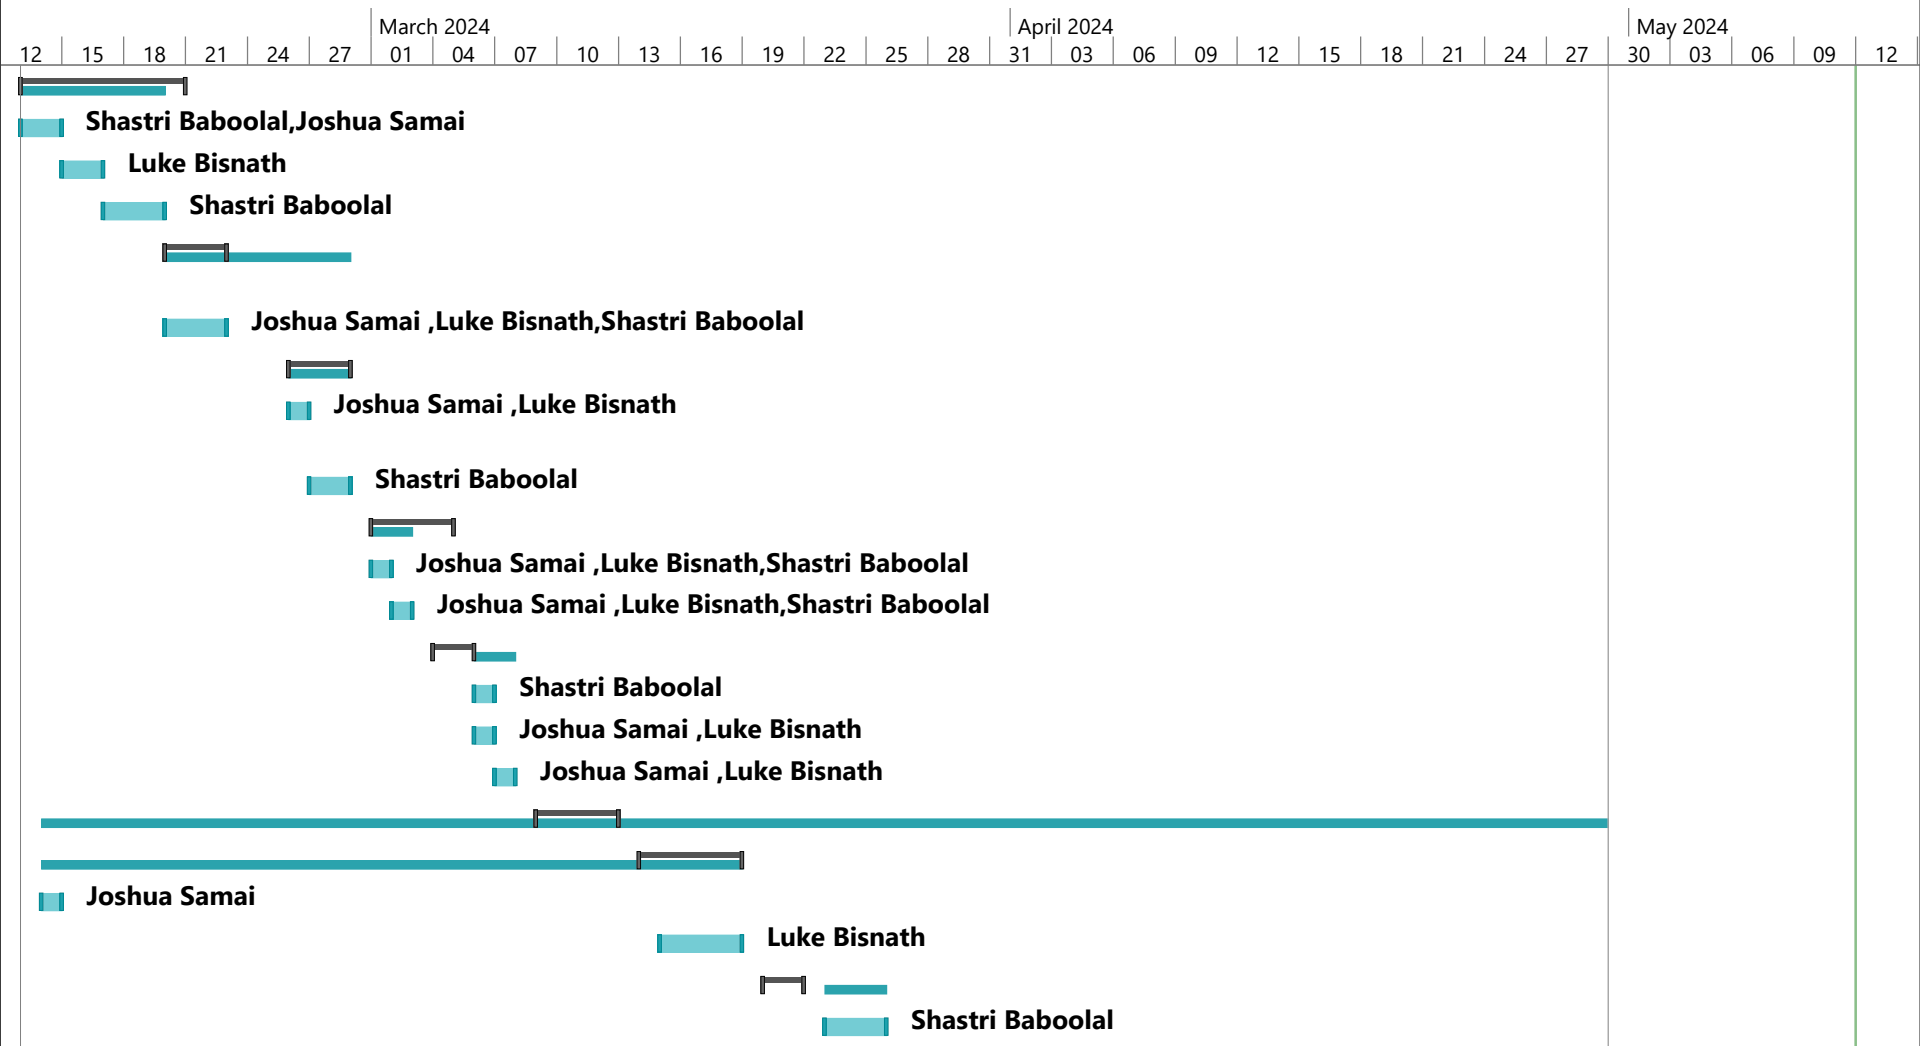 March 2024 April 2024 May 2024
12 15 18 21 24 27 01 04 07 10 13 16 19 22 25 28 31 03 06 09 12 15 18 21 24 27 30 03 06 09 12
Shastri Baboolal,Joshua Samai
Luke Bisnath
Shastri Baboolal
Joshua Samai ,Luke Bisnath,Shastri Baboolal
Joshua Samai ,Luke Bisnath
Shastri Baboolal
Joshua Samai ,Luke Bisnath,Shastri Baboolal
Joshua Samai ,Luke Bisnath,Shastri Baboolal
Shastri Baboolal
Joshua Samai ,Luke Bisnath
Joshua Samai ,Luke Bisnath
Joshua Samai
Luke Bisnath
Shastri Baboolal